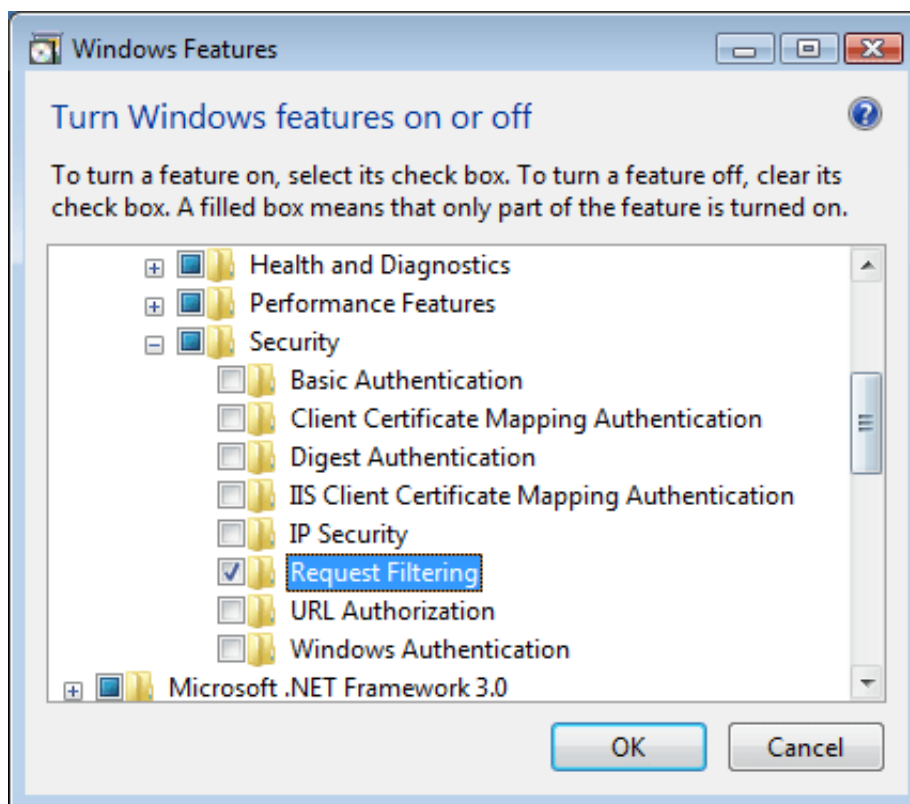 Windows Features
Turn Windows features on or off
To turn a feature on, select its check box. To turn a feature off, clear its
check box. A filled box means that only part of the feature is turned on.
Health and Diagnostics
Performance Features
Security
Basic Authentication
Client Certificate Mapping Authentication
Digest Authentication
IIS Client Certificate Mapping Authentication
IP Security
Request Filtering
URL Authorization
Windows Authentication
Microsoft .NET Framework 3.0
OK
Cancel